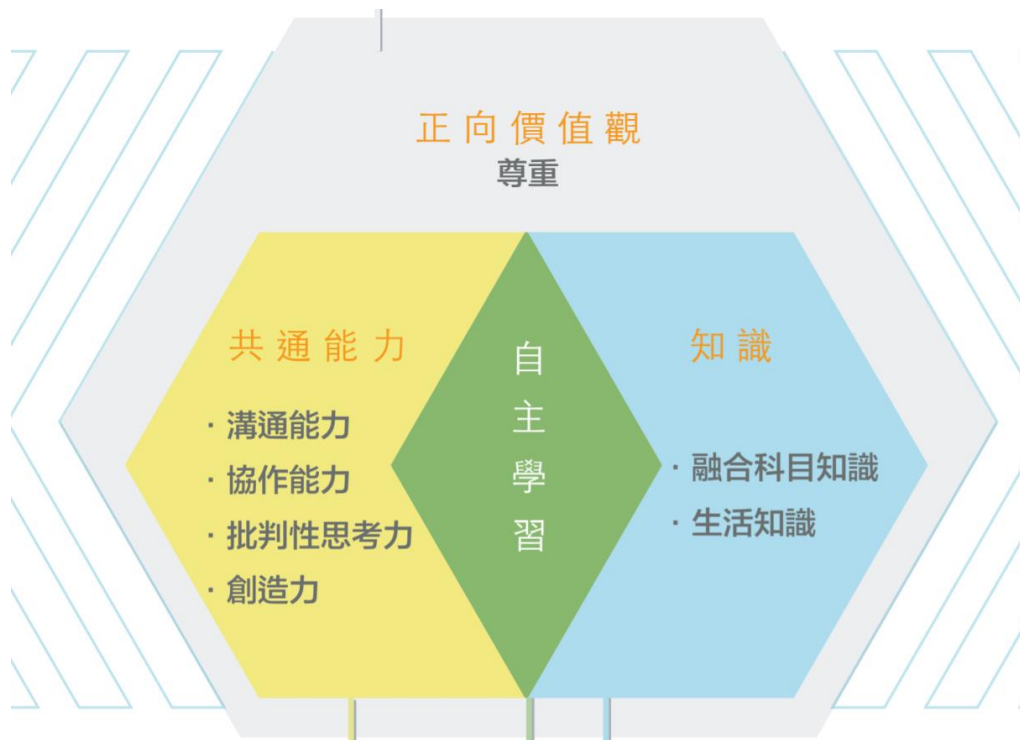 正向價值觀
尊重
共通能力
· 溝通能力
· 協作能力
· 批判性思考力
· 創造力
自
主
學
習
知識
· 融合科目知識
· 生活知識